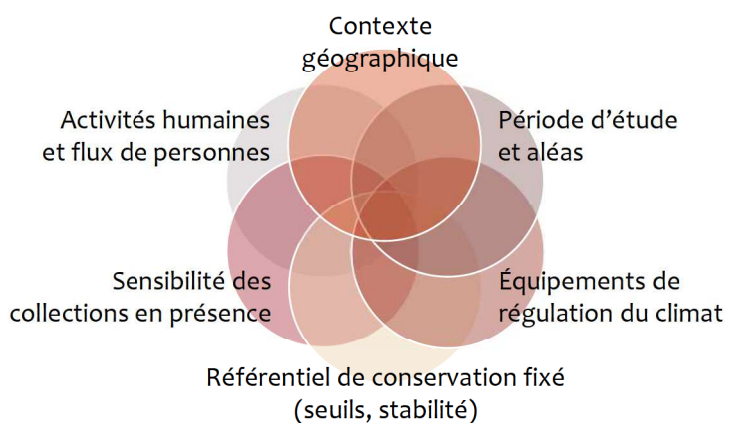 Contexte
géographique
Activités humaines
et flux de personnes
Période d'étude
et aléas
Sensibilité des
collections en présence
Équipements de
régulation du climat
Référentiel de conservation fixé
(seuils, stabilité)